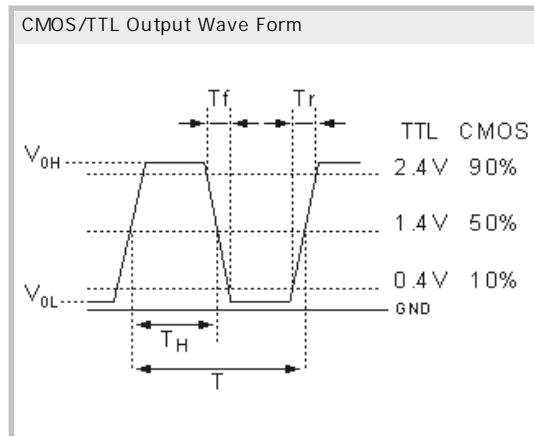 CMOS/TTL Output Wave Form
Tf Tr
TTL CMOS
V0H
2.4V 90%
1.4V 50%
0.4V 10%
V0L
GND
TH
T